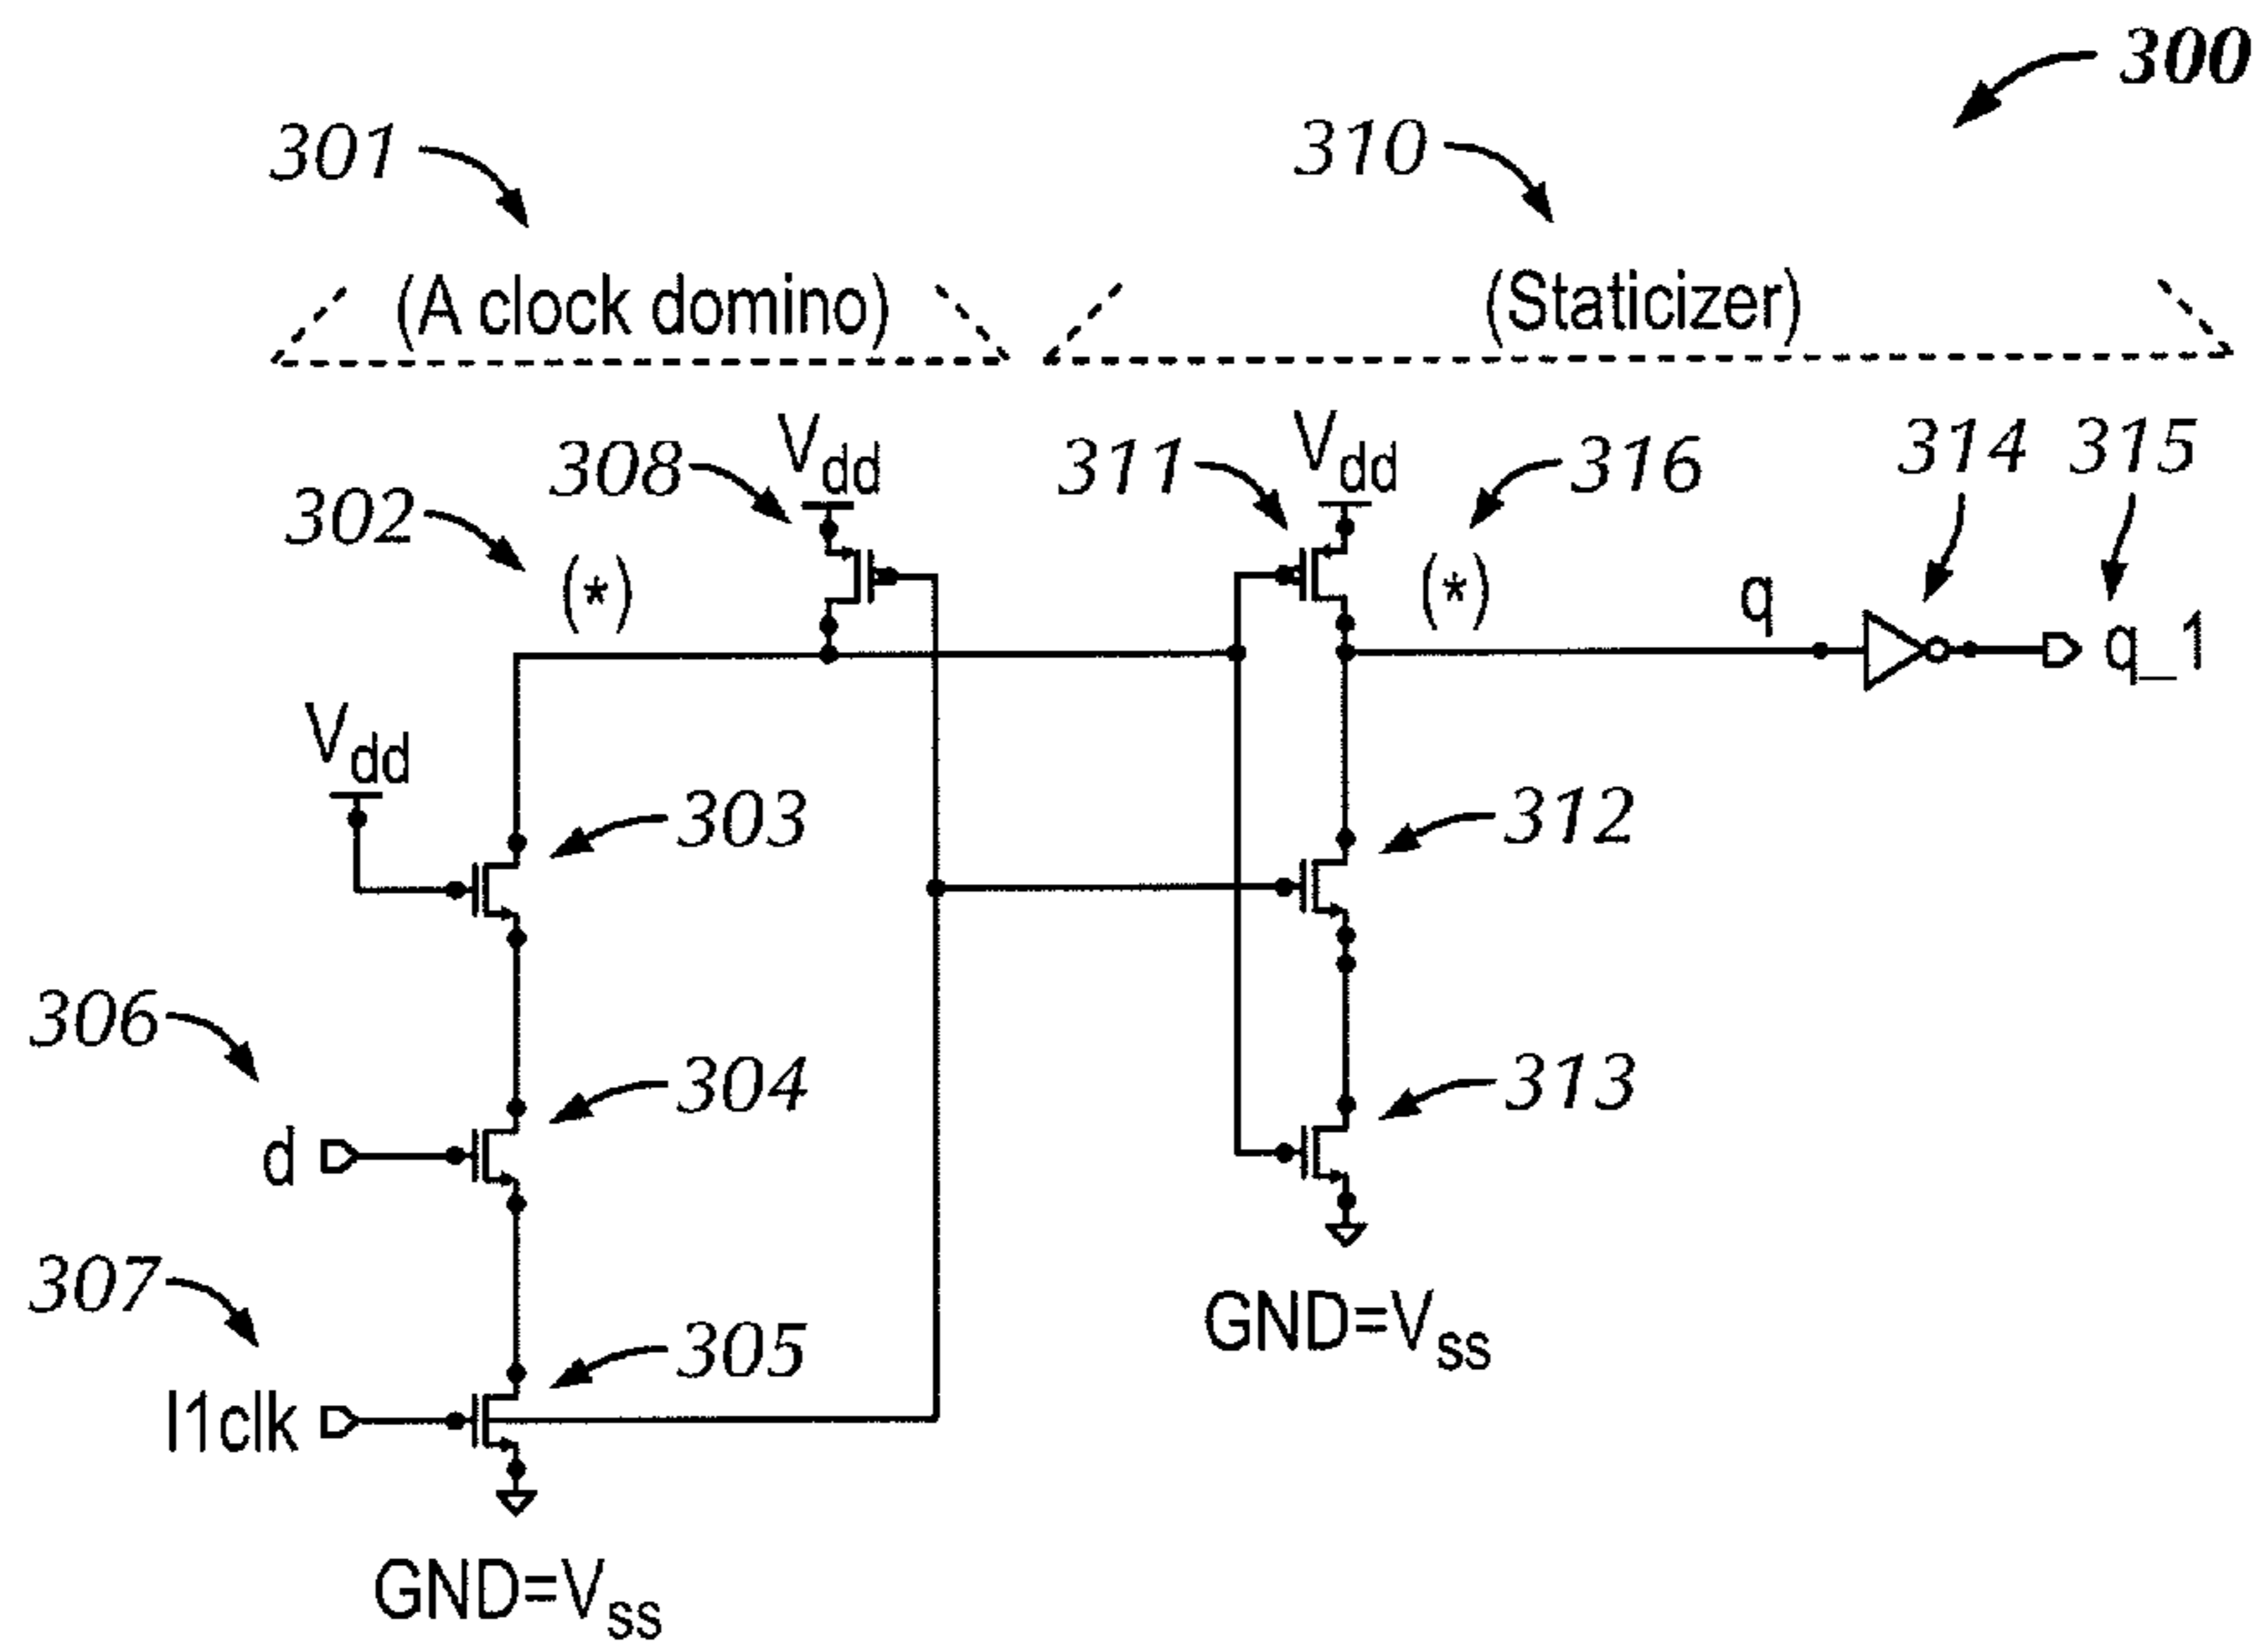 300
301
310
(A clock domino)
(Staticizer)
302
308
Vdd
311
Vdd
316
314
315
(*)
(*)
q
q_1
Vdd
303
312
306
304
313
d
307
305
l1clk
GND=Vss
GND=Vss